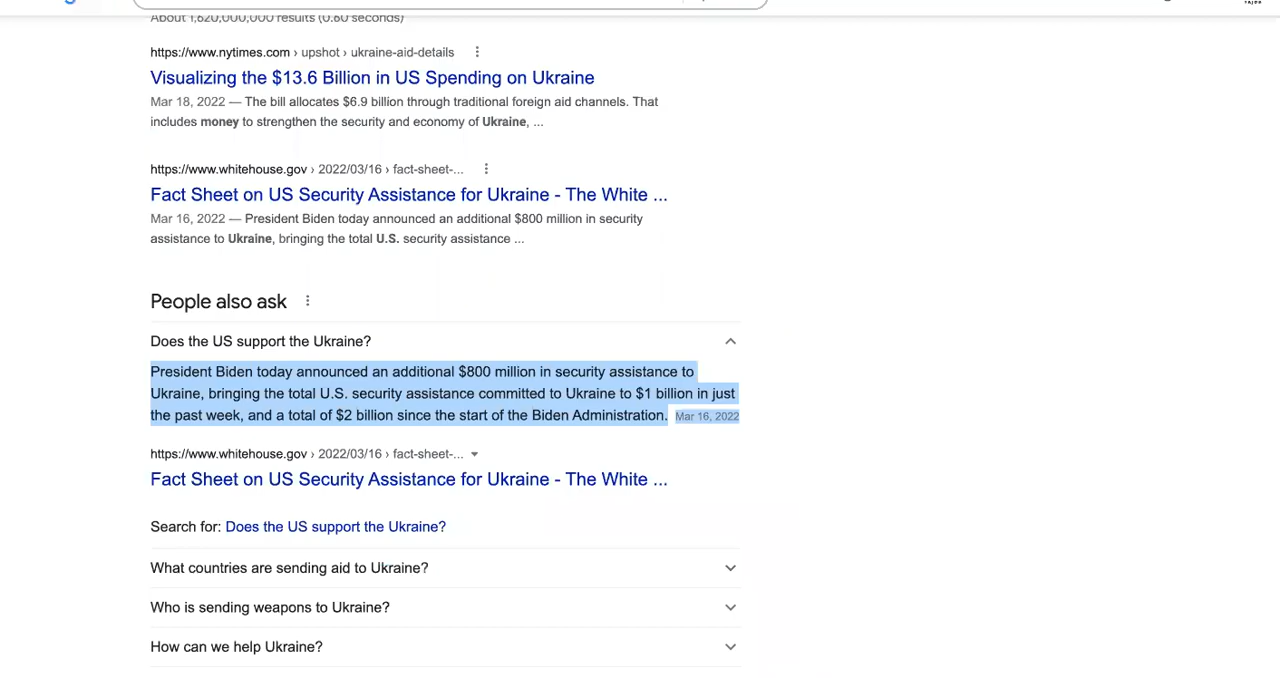 About 1,620,000,000 results (0.60 seconds)
https://www.nytimes.com › upshot › ukraine-aid-details
Visualizing the $13.6 Billion in US Spending on Ukraine
Mar 18, 2022 — The bill allocates $6.9 billion through traditional foreign aid channels. That
includes money to strengthen the security and economy of Ukraine, ...
https://www.whitehouse.gov › 2022/03/16 › fact-sheet-...
Fact Sheet on US Security Assistance for Ukraine - The White ...
Mar 16, 2022 — President Biden today announced an additional $800 million in security
assistance to Ukraine, bringing the total U.S. security assistance ...
People also ask
Does the US support the Ukraine?
President Biden today announced an additional $800 million in security assistance to
Ukraine, bringing the total U.S. security assistance committed to Ukraine to $1 billion in just
the past week, and a total of $2 billion since the start of the Biden Administration. Mar 16, 2022
https://www.whitehouse.gov › 2022/03/16 › fact-sheet-...
Fact Sheet on US Security Assistance for Ukraine - The White ...
Search for: Does the US support the Ukraine?
What countries are sending aid to Ukraine?
Who is sending weapons to Ukraine?
How can we help Ukraine?